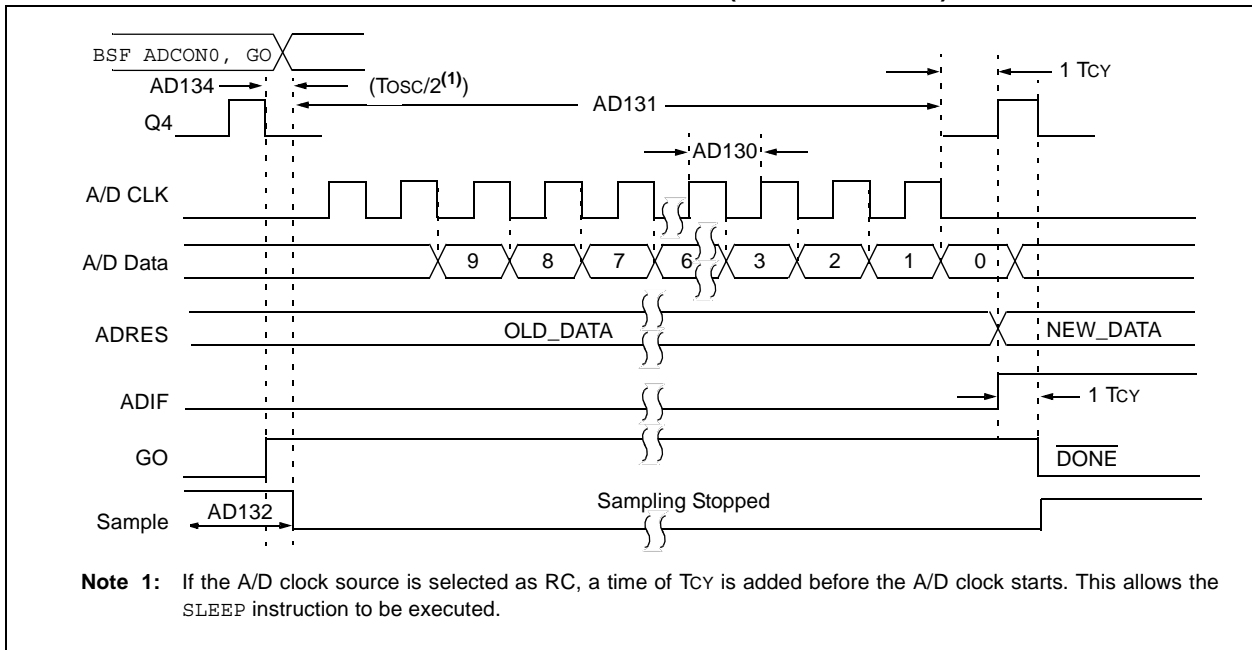 BSF ADCON0, GO
AD134 (TOSC/2(1)) 1 TCY
AD131
Q4
AD130
A/D CLK
A/D Data 9 8 7 6 3 2 1 0
ADRES OLD_DATA NEW_DATA
ADIF 1 TCY
GO DONE
Sampling Stopped
Sample AD132
Note 1: If the A/D clock source is selected as RC, a time of TCY is added before the A/D clock starts. This allows the
SLEEP instruction to be executed.